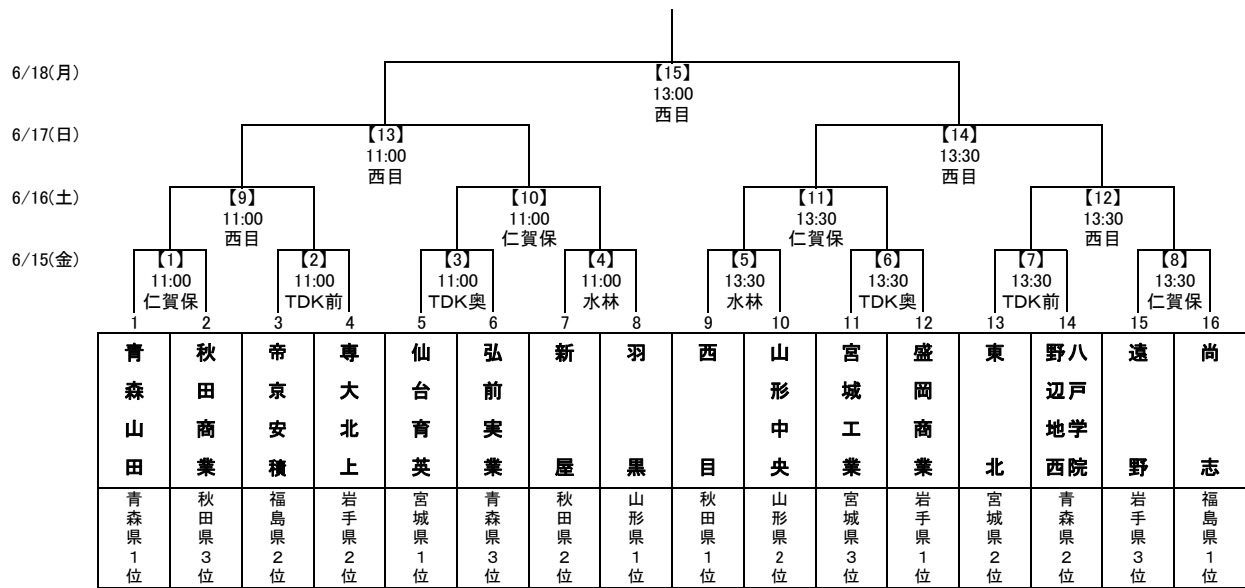 6/18(月)
【15】
13:00
西目
6/17(日)
【13】
11:00
西目
【14】
13:30
西目
6/16(土)
【9】
11:00
西目
【10】
11:00
仁賀保
【11】
13:30
仁賀保
【12】
13:30
西目
6/15(金)
【1】
11:00
仁賀保
【2】
11:00
TDK前
【3】
11:00
TDK奥
【4】
11:00
水林
【5】
13:30
水林
【6】
13:30
TDK奥
【7】
13:30
TDK前
【8】
13:30
仁賀保
1
青森山田
青森県1位
2
秋田商業
秋田県3位
3
帝京安積
福島県2位
4
専大北上
岩手県2位
5
仙台育英
宮城県1位
6
弘前実業
青森県3位
7
新屋
秋田県2位
8
羽黒
山形県1位
9
西目
秋田県1位
10
山形中央
山形県2位
11
宮城工業
宮城県3位
12
盛岡商業
岩手県1位
13
東北
宮城県2位
14
八戸学院
野辺地西
青森県2位
15
遠野
岩手県3位
16
尚志
福島県1位